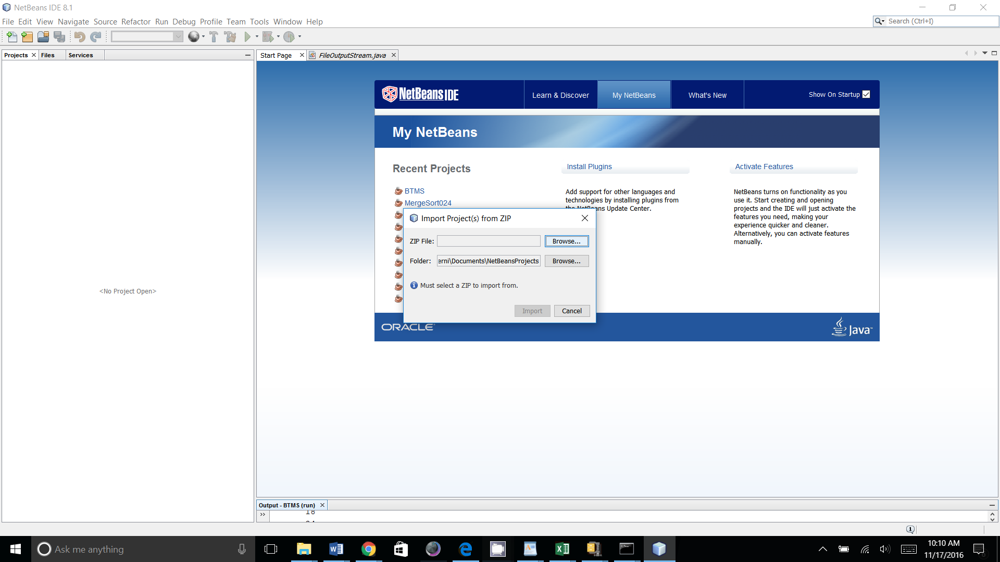 NetBeans IDE 8.1
File Edit View Navigate Source Refactor Run Debug Profile Team Tools Window Help
Search (Ctrl+I)
Projects Files Services
Start Page FileOutputStream.java
NetBeans IDE
Learn & Discover
My NetBeans
What's New
Show On Startup
My NetBeans
Recent Projects
BTMS
MergeSort024
Install Plugins
Add support for other languages and
technologies by installing plugins from
the NetBeans Update Center.
Activate Features
NetBeans turns on functionality as you
use it. Start creating and opening
projects and the IDE will just activate the
features you need, making your
experience quicker and cleaner.
Alternatively, you can activate features
manually.
Import Project(s) from ZIP
ZIP File: Browse...
Folder: erni\Documents\NetBeansProjects Browse...
Must select a ZIP to import from.
Import Cancel
<No Project Open>
ORACLE
Java
Output - BTMS (run)
18
Ask me anything
10:10 AM
11/17/2016